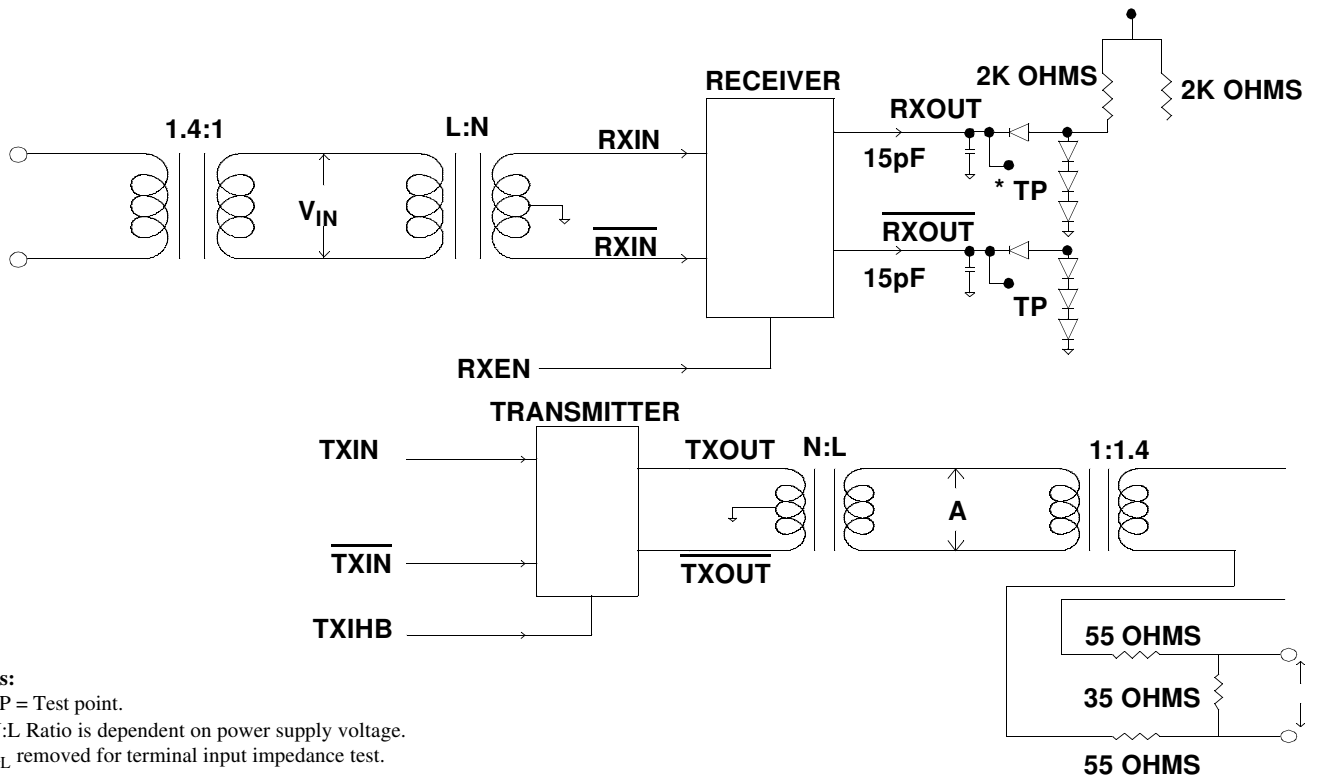 2K OHMS
2K OHMS
RECEIVER
RXOUT
1.4:1
L:N
RXIN
15pF
* TP
VIN
RXIN
RXOUT
15pF
TP
RXEN
TRANSMITTER
TXIN
TXOUT
N:L
1:1.4
A
TXIN
TXOUT
TXIHB
55 OHMS
35 OHMS
55 OHMS
s:
P = Test point.
:L Ratio is dependent on power supply voltage.
L removed for terminal input impedance test.